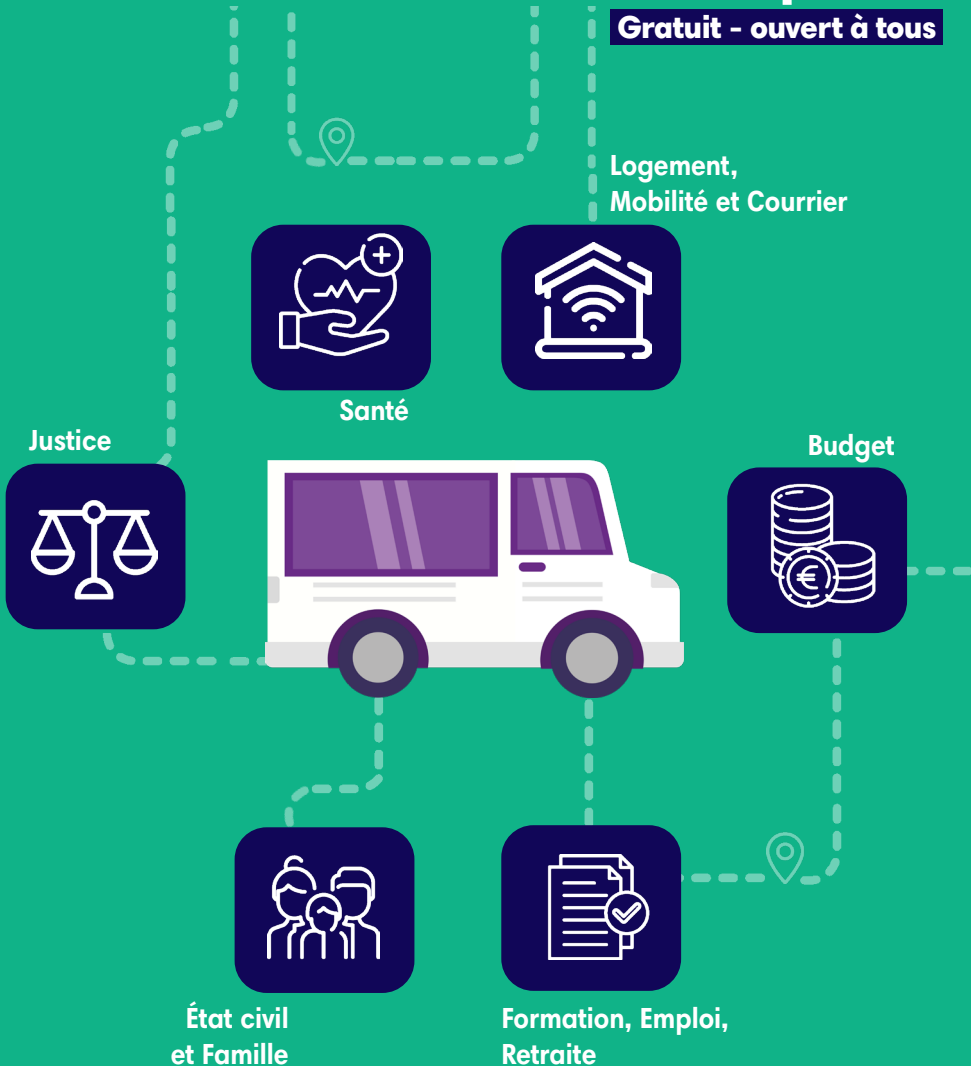 Gratuit - ouvert à tous
Logement,
Mobilité et Courrier
Santé
Justice
Budget
€
État civil
et Famille
Formation, Emploi,
Retraite